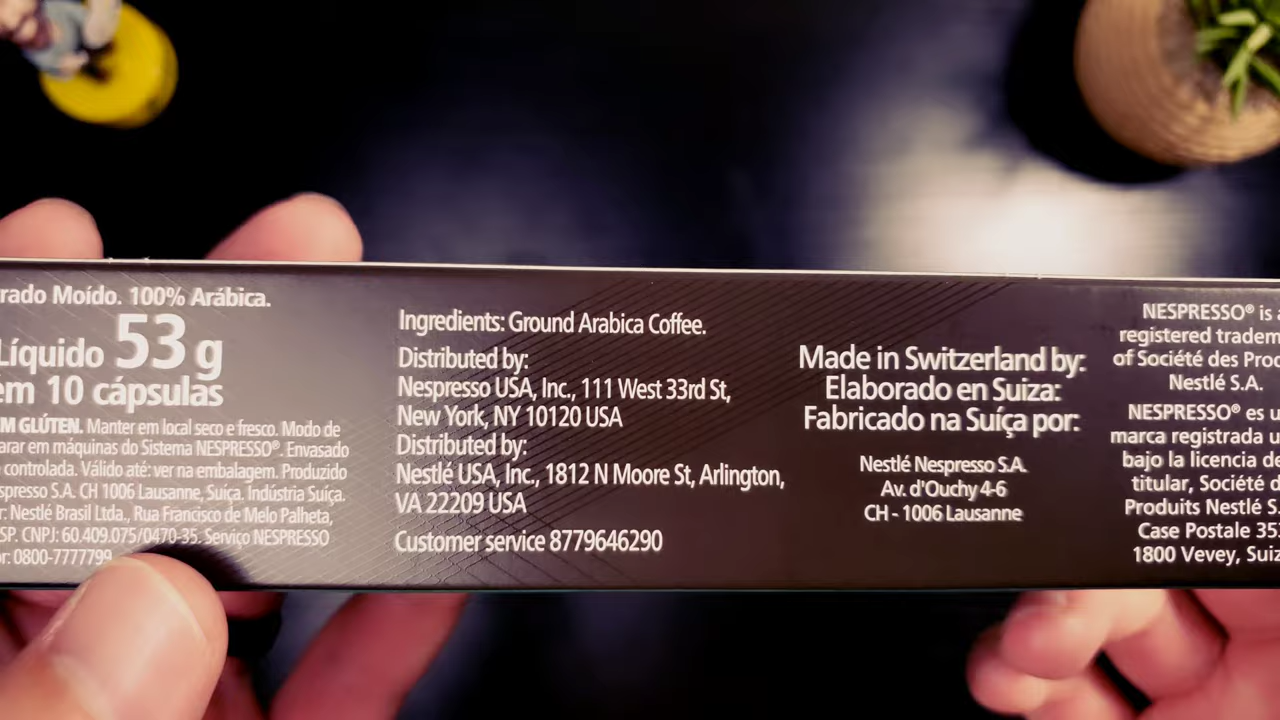 rado Moído. 100% Arábica.
Líquido 53 g
em 10 cápsulas
M GLÚTEN. Manter em local seco e fresco. Modo de
arar em máquinas do Sistema NESPRESSO®. Envasado
controlada. Válido até: ver na embalagem. Produzido
spresso S.A. CH 1006 Lausanne, Suíça. Indústria Suíça.
r: Nestlé Brasil Ltda., Rua Francisco de Melo Palheta,
SP. CNPJ: 60.409.075/0470-35. Serviço NESPRESSO
or: 0800-7777799
Ingredients: Ground Arabica Coffee.
Distributed by:
Nespresso USA, Inc., 111 West 33rd St,
New York, NY 10120 USA
Distributed by:
Nestlé USA, Inc., 1812 N Moore St, Arlington,
VA 22209 USA
Customer service 8779646290
Made in Switzerland by:
Elaborado en Suiza:
Fabricado na Suíça por:
Nestlé Nespresso S.A.
Av. d'Ouchy 4-6
CH - 1006 Lausanne
NESPRESSO® is a
registered tradem
of Société des Prod
Nestlé S.A.
NESPRESSO® es u
marca registrada u
bajo la licencia de
titular, Société d
Produits Nestlé S.
Case Postale 35
1800 Vevey, Suiz